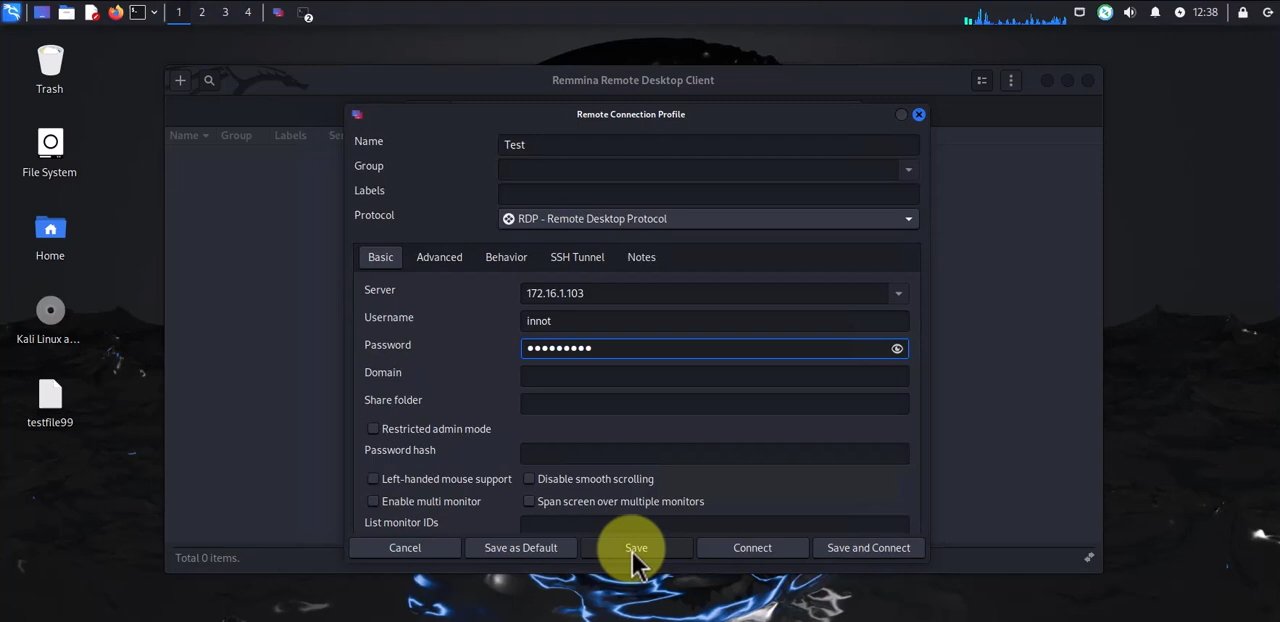 1 2 3 4 2 12:38
Trash
File System
Home
Kali Linux a...
testfile99
Remmina Remote Desktop Client
Name Group Labels Ser
Remote Connection Profile
Name Test
Group
Labels
Protocol RDP - Remote Desktop Protocol
Basic Advanced Behavior SSH Tunnel Notes
Server 172.16.1.103
Username innot
Password •••••••••
Domain
Share folder
Restricted admin mode
Password hash
Left-handed mouse support Disable smooth scrolling
Enable multi monitor Span screen over multiple monitors
List monitor IDs
Cancel Save as Default Save Connect Save and Connect
Total 0 items.